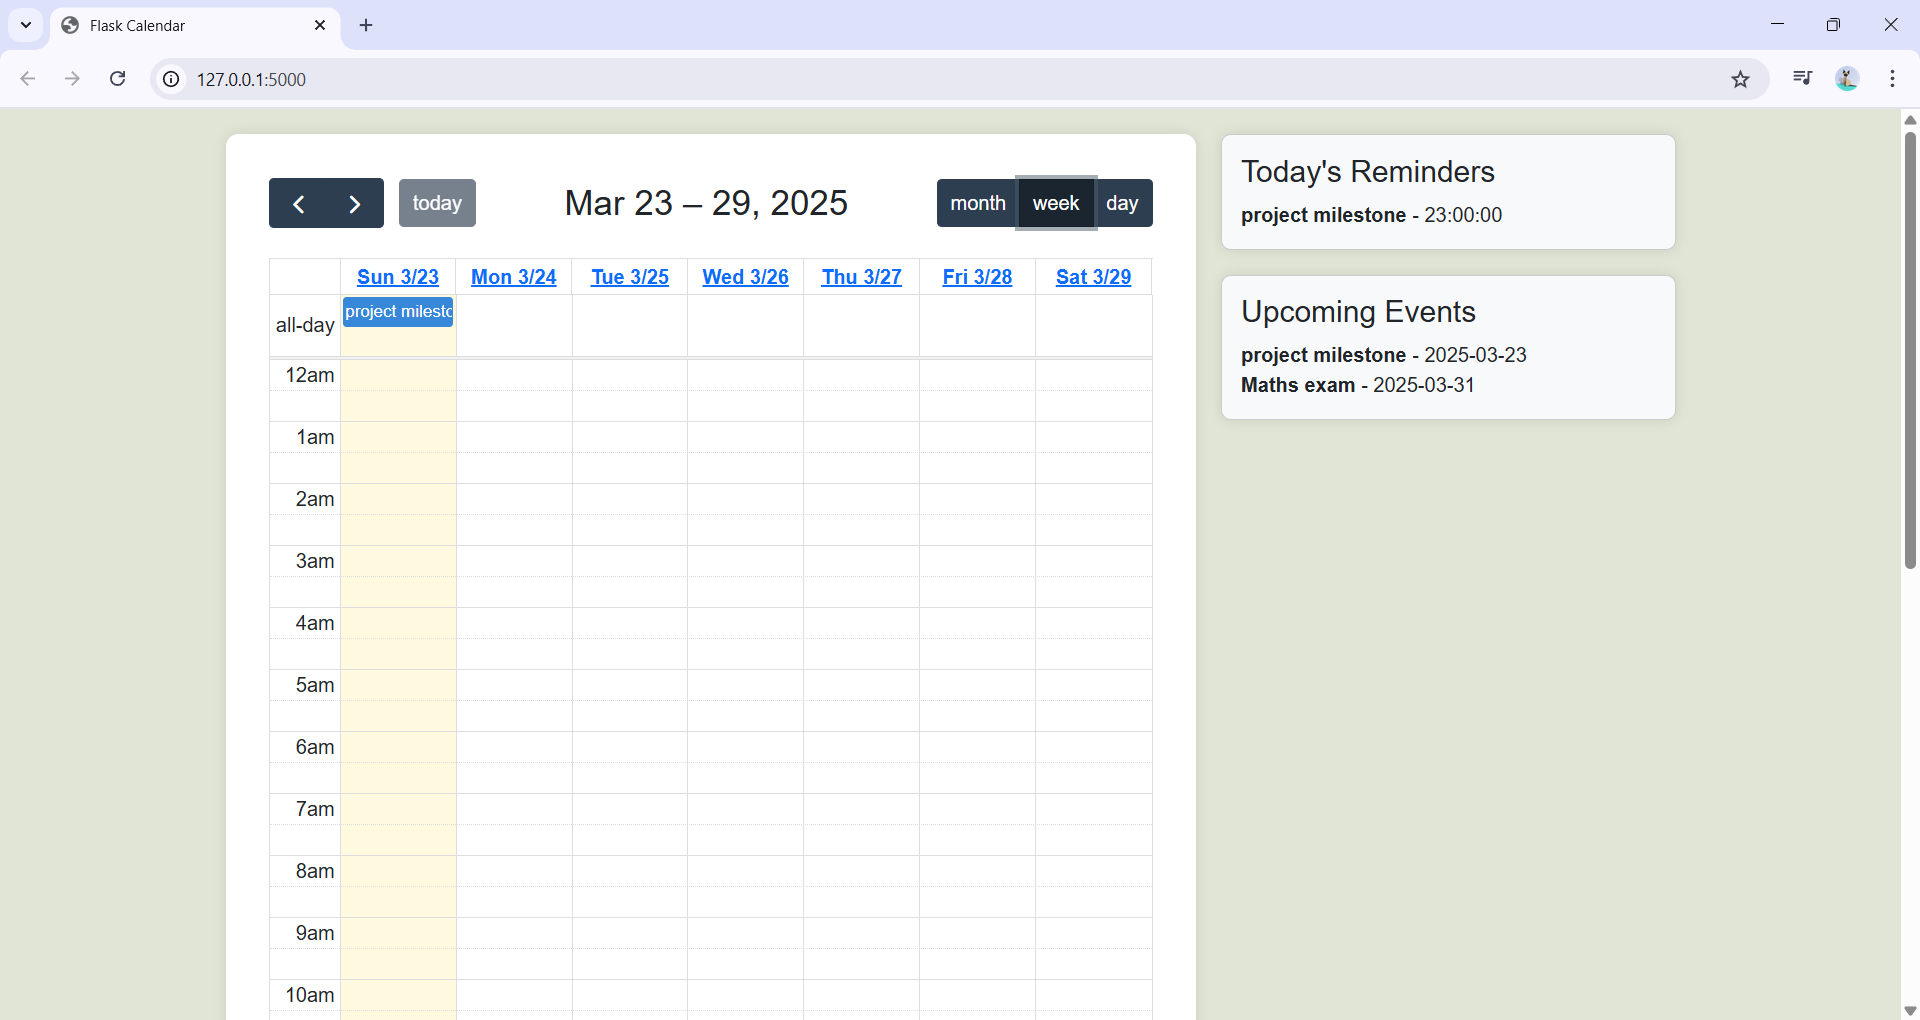 Flask Calendar
127.0.0.1:5000
today
Mar 23 – 29, 2025
month week day
Sun 3/23 Mon 3/24 Tue 3/25 Wed 3/26 Thu 3/27 Fri 3/28 Sat 3/29
all-day project milesto
12am
1am
2am
3am
4am
5am
6am
7am
8am
9am
10am
Today's Reminders
project milestone - 23:00:00
Upcoming Events
project milestone - 2025-03-23
Maths exam - 2025-03-31